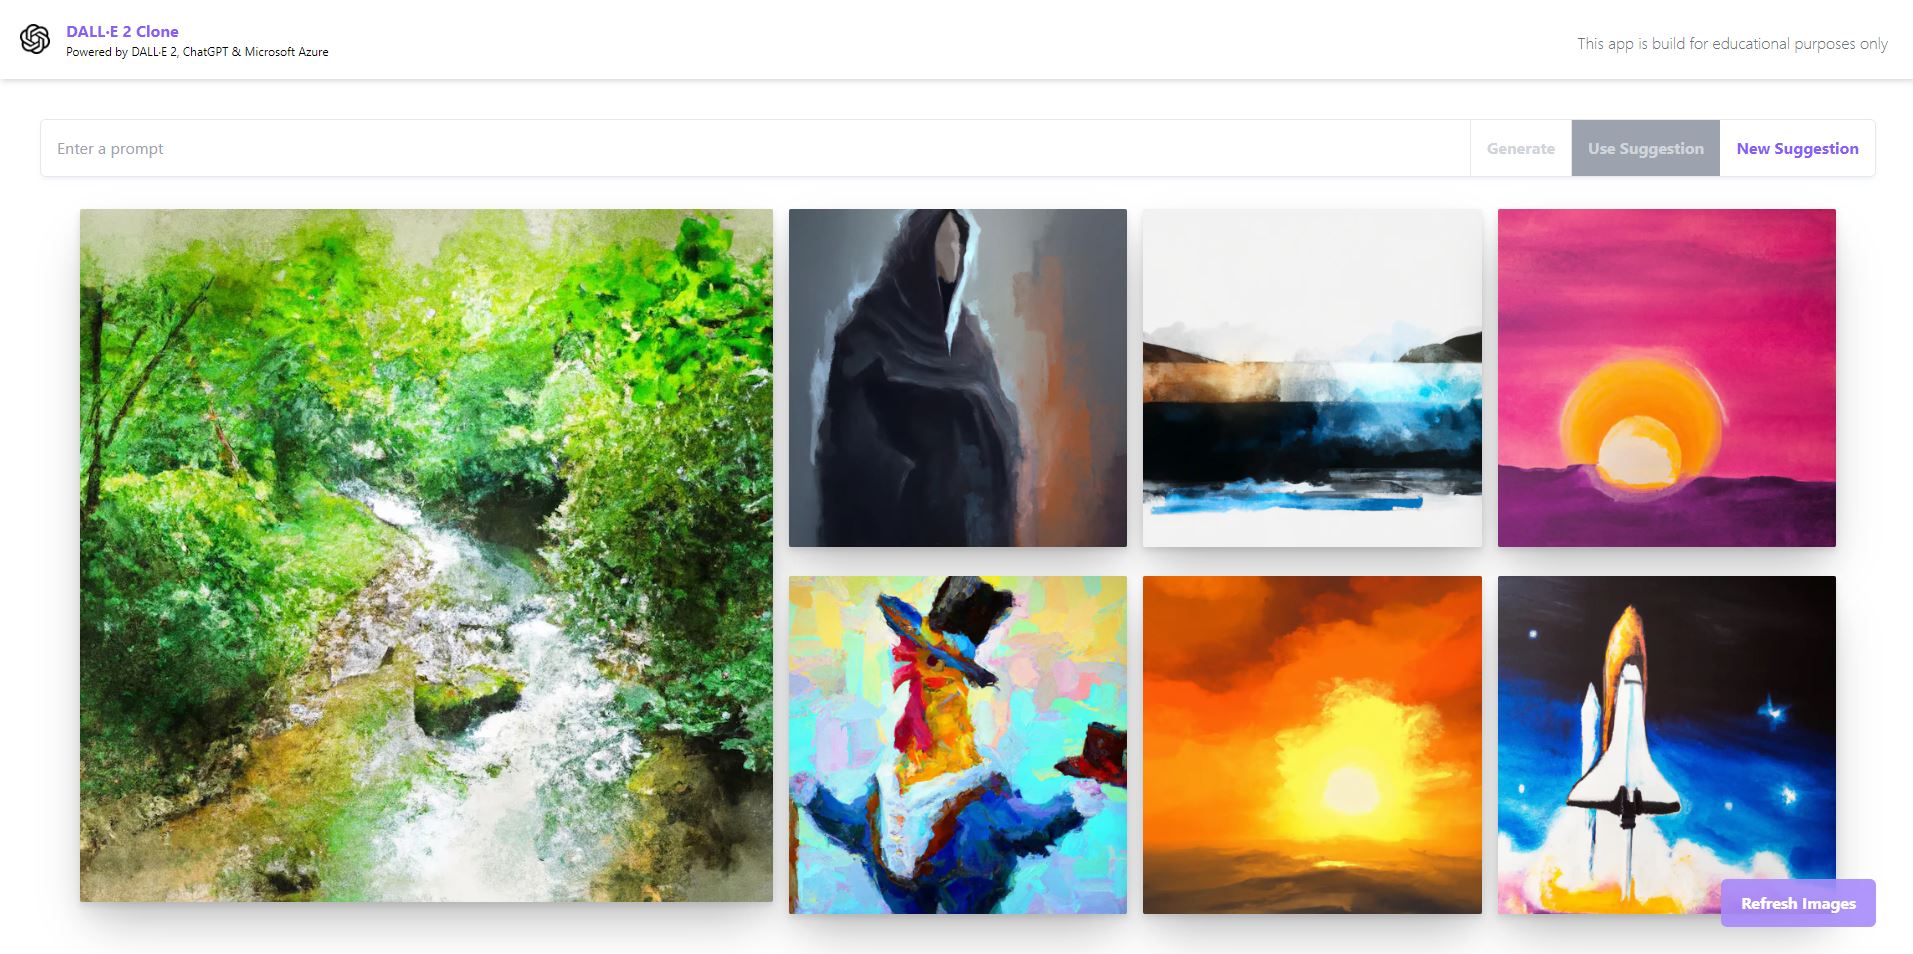 DALL·E 2 Clone
Powered by DALL·E 2, ChatGPT & Microsoft Azure
This app is build for educational purposes only
Enter a prompt
Generate
Use Suggestion
New Suggestion
Refresh Images